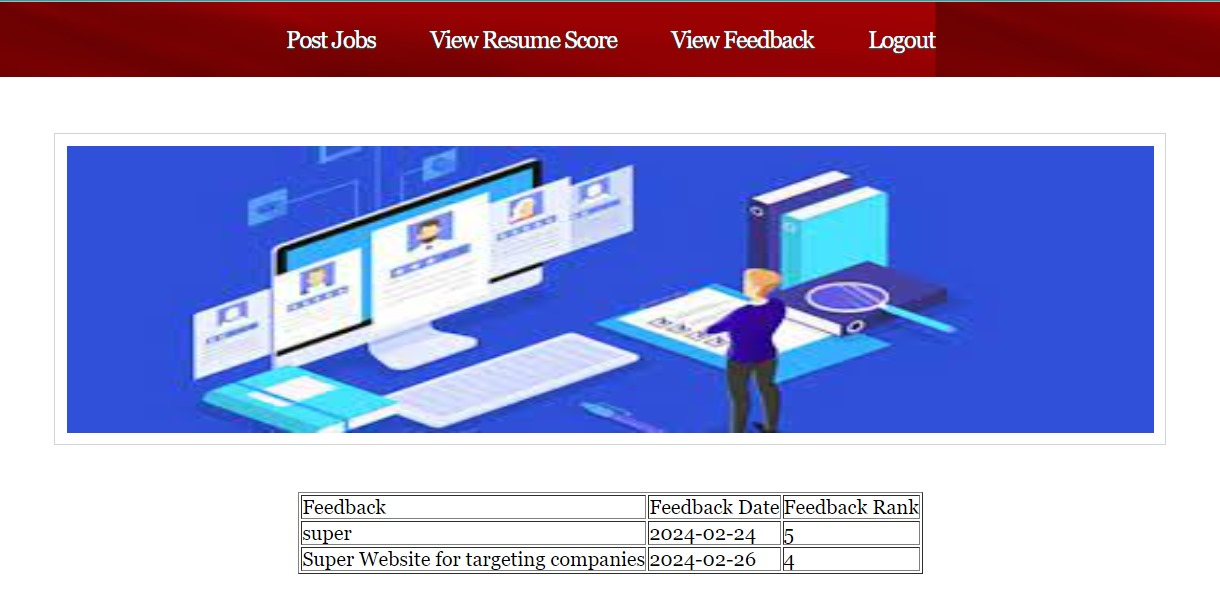 Post Jobs View Resume Score View Feedback Logout
Feedback Feedback Date Feedback Rank
super 2024-02-24 5
Super Website for targeting companies 2024-02-26 4